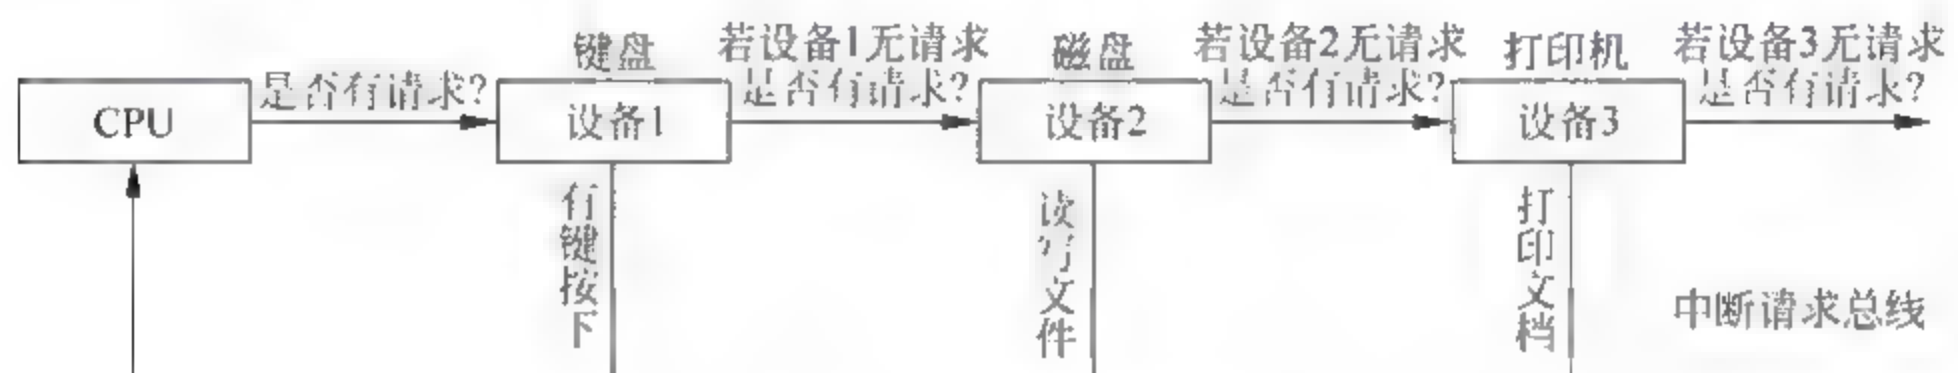 键盘
若设备1无请求
磁盘
若设备2无请求
打印机
若设备3无请求
CPU
是否有请求?
设备1
是否有请求?
设备2
是否有请求?
设备3
是否有请求?
有键按下
读写文件
打印文档
中断请求总线